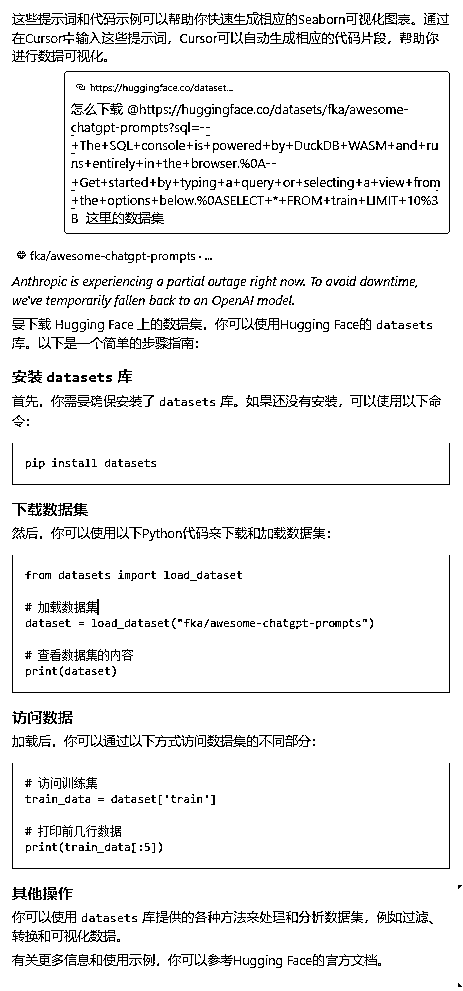 这些提示词和代码示例可以帮助你快速生成相应的Seaborn可视化图表。通过
在Cursor中输入这些提示词，Cursor可以自动生成相应的代码片段，帮助你
进行数据可视化。
https://huggingface.co/dataset...
怎么下载 @https://huggingface.co/datasets/fka/awesome-
chatgpt-prompts?sql=--
+The+SQL+console+is+powered+by+DuckDB+WASM+and+ru
ns+entirely+in+the+browser.%0A--
+Get+started+by+typing+a+query+or+selecting+a+view+from
+the+options+below.%0ASELECT+*+FROM+train+LIMIT+10%3
B 这里的数据集
fka/awesome-chatgpt-prompts · ...
Anthropic is experiencing a partial outage right now. To avoid downtime,
we've temporarily fallen back to an OpenAI model.
要下载 Hugging Face 上的数据集，你可以使用Hugging Face的 datasets
库。以下是一个简单的步骤指南：
安装 datasets 库
首先，你需要确保安装了 datasets 库。如果还没有安装，可以使用以下命
令：
pip install datasets
下载数据集
然后，你可以使用以下Python代码来下载和加载数据集：
from datasets import load_dataset
# 加载数据集
dataset = load_dataset("fka/awesome-chatgpt-prompts")
# 查看数据集的内容
print(dataset)
访问数据
加载后，你可以通过以下方式访问数据集的不同部分：
# 访问训练集
train_data = dataset['train']
# 打印前几行数据
print(train_data[:5])
其他操作
你可以使用 datasets 库提供的各种方法来处理和分析数据集，例如过滤、
转换和可视化数据。
有关更多信息和使用示例，你可以参考Hugging Face的官方文档。